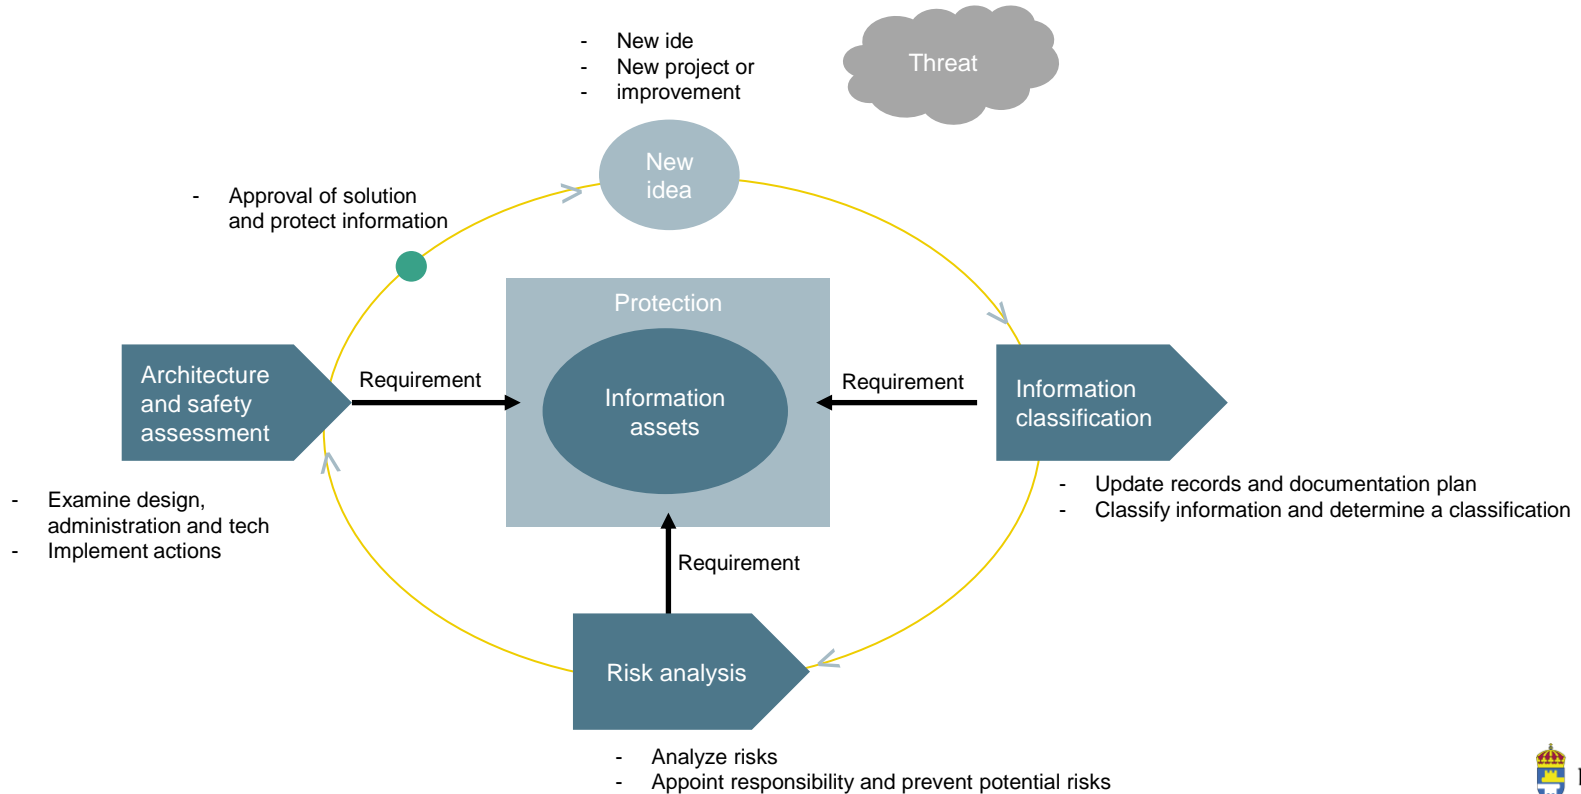 - New ide
- New project or
- improvement
Threat
New
idea
- Approval of solution
and protect information
Protection
Architecture
and safety
assessment
Requirement
Information
assets
Requirement
Information
classification
- Examine design,
administration and tech
- Implement actions
- Update records and documentation plan
- Classify information and determine a classification
Requirement
Risk analysis
- Analyze risks
- Appoint responsibility and prevent potential risks